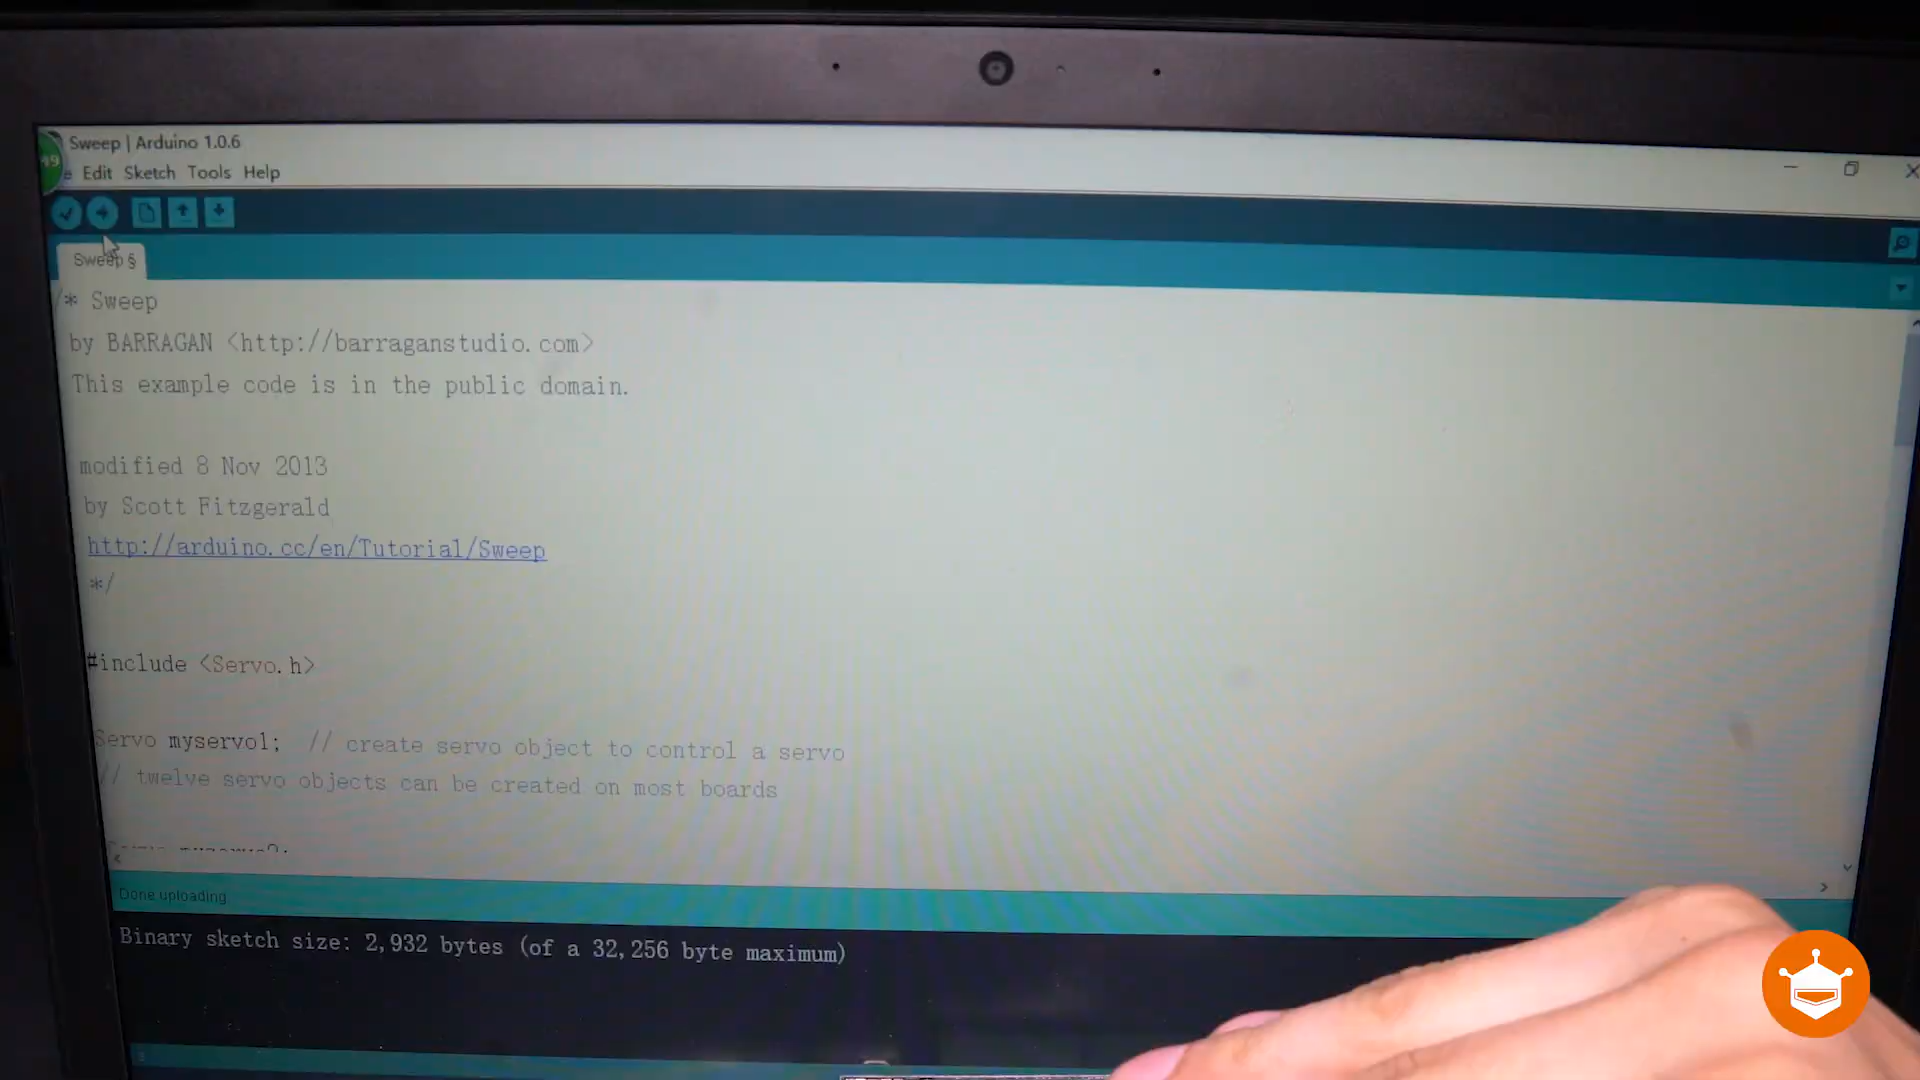 19
Sweep | Arduino 1.0.6
e Edit Sketch Tools Help
Sweep §
/* Sweep
by BARRAGAN <http://barraganstudio.com>
This example code is in the public domain.
modified 8 Nov 2013
by Scott Fitzgerald
http://arduino.cc/en/Tutorial/Sweep
*/
#include <Servo.h>
Servo myservo1; // create servo object to control a servo
// twelve servo objects can be created on most boards
Done uploading
Binary sketch size: 2,932 bytes (of a 32,256 byte maximum)